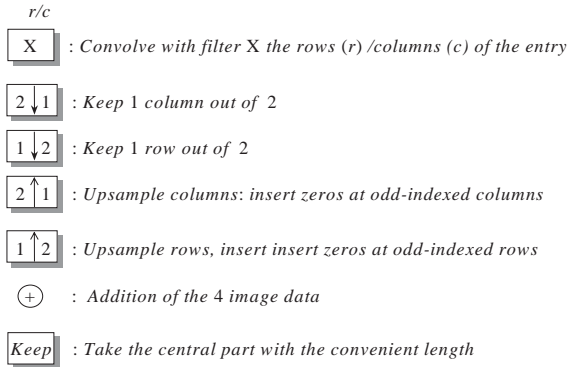 r/c
X : Convolve with filter X the rows (r) /columns (c) of the entry
2 ↓ 1 : Keep 1 column out of 2
1 ↓ 2 : Keep 1 row out of 2
2 ↑ 1 : Upsample columns: insert zeros at odd-indexed columns
1 ↑ 2 : Upsample rows, insert insert zeros at odd-indexed rows
+ : Addition of the 4 image data
Keep : Take the central part with the convenient length